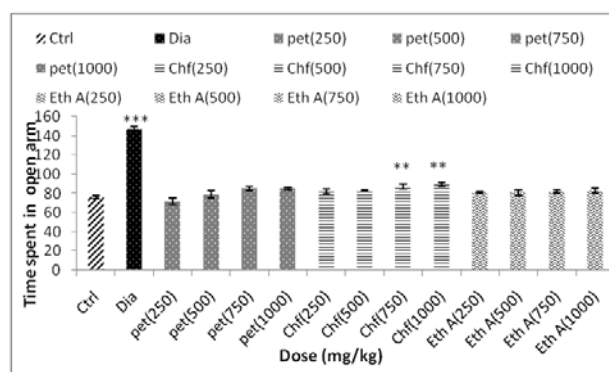 Ctrl Dia pet(250) pet(500) pet(750)
pet(1000) Chf(250) Chf(500) Chf(750) Chf(1000)
Eth A(250) Eth A(500) Eth A(750) Eth A(1000)
Time spent in open arm
160
140
120
100
80
60
40
20
0
***
**
**
Ctrl
Dia
pet(250)
pet(500)
pet(750)
pet(1000)
Chf(250)
Chf(500)
Chf(750)
Chf(1000)
Eth A(250)
Eth A(500)
Eth A(750)
Eth A(1000)
Dose (mg/kg)